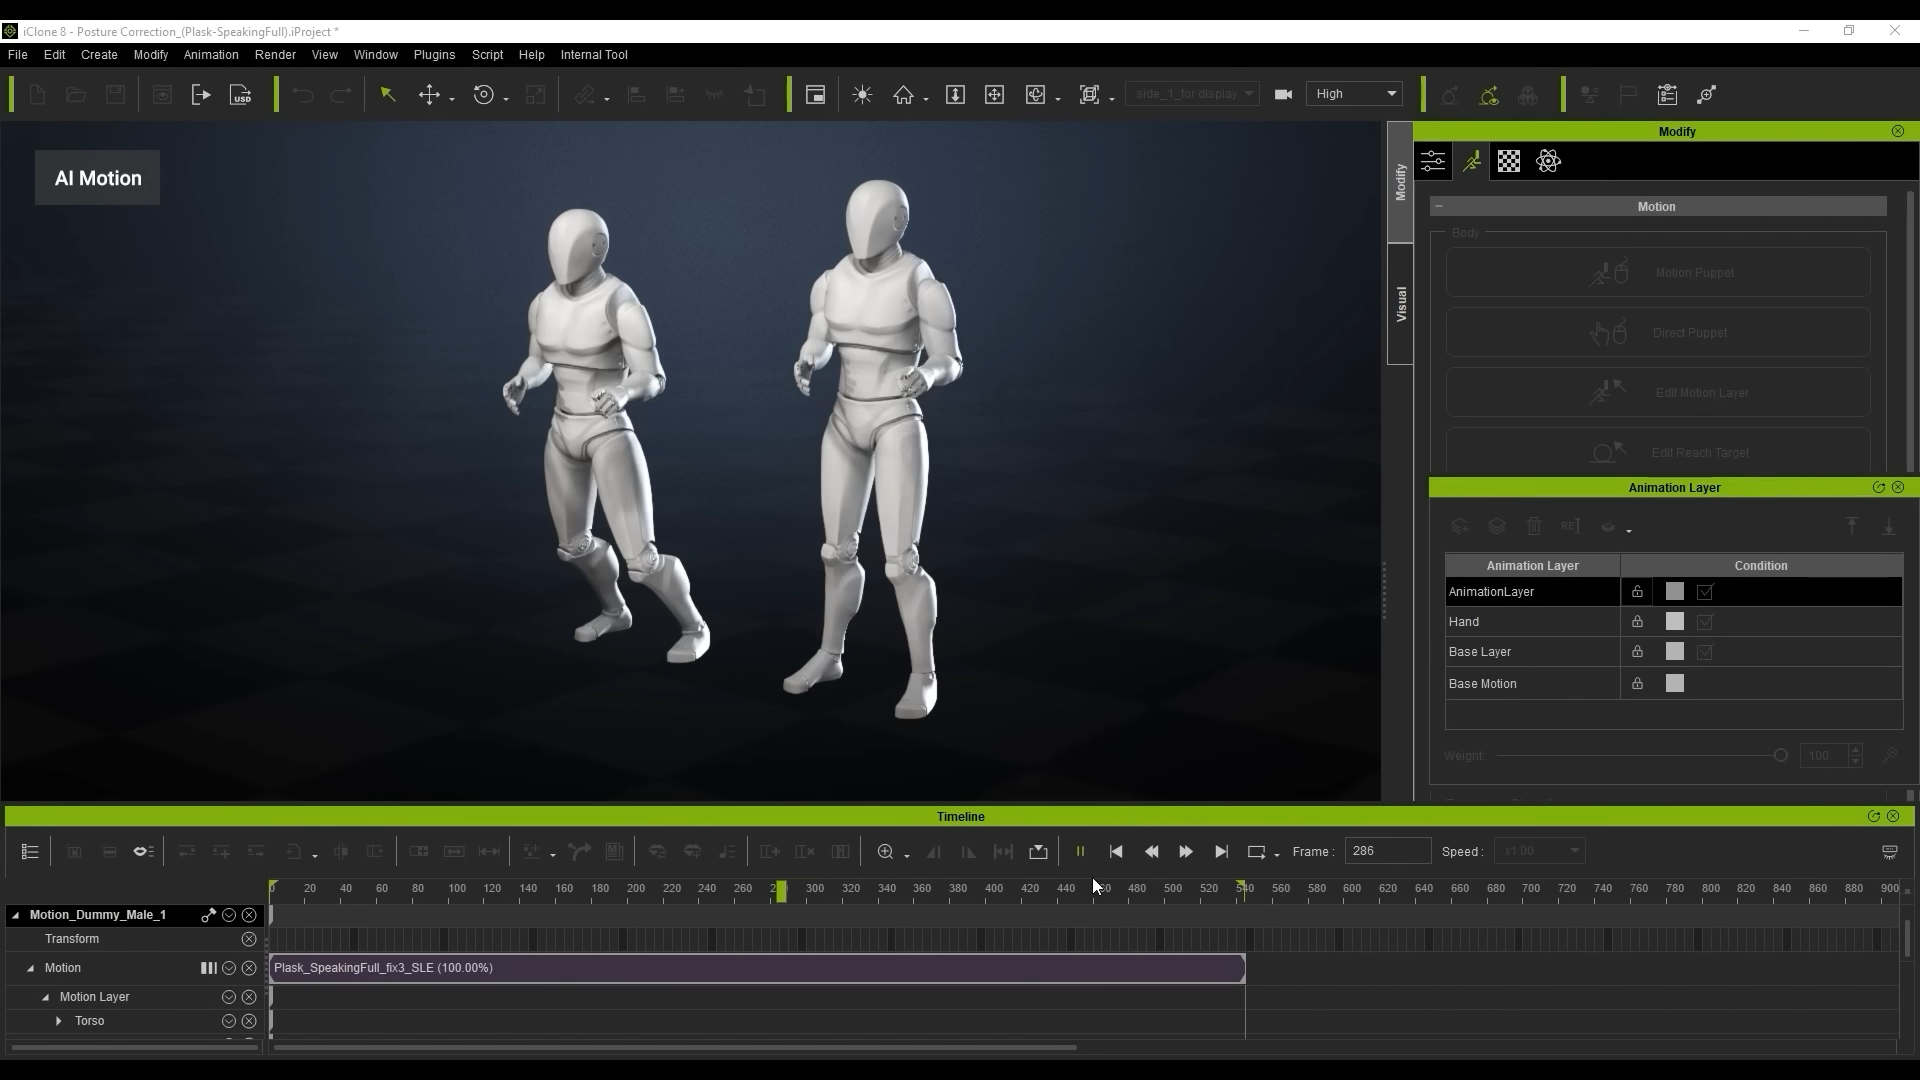 iClone 8 - Posture Correction_(Plask-SpeakingFull).iProject *
File Edit Create Modify Animation Render View Window Plugins Script Help Internal Tool
USD
side_1_for display
High
Modify
AI Motion
Modify
Visual
Motion
Body
Motion Puppet
Direct Puppet
Edit Motion Layer
Edit Reach Target
Animation Layer
Animation Layer Condition
AnimationLayer
Hand
Base Layer
Base Motion
Weight: 100
Timeline
Frame : 286 Speed : x1.00
0 20 40 60 80 100 120 140 160 180 200 220 240 260 300 320 340 360 380 400 420 440 480 500 520 540 560 580 600 620 640 660 680 700 720 740 760 780 800 820 840 860 880 900
Motion_Dummy_Male_1
Transform
Motion
Plask_SpeakingFull_fix3_SLE (100.00%)
Motion Layer
Torso